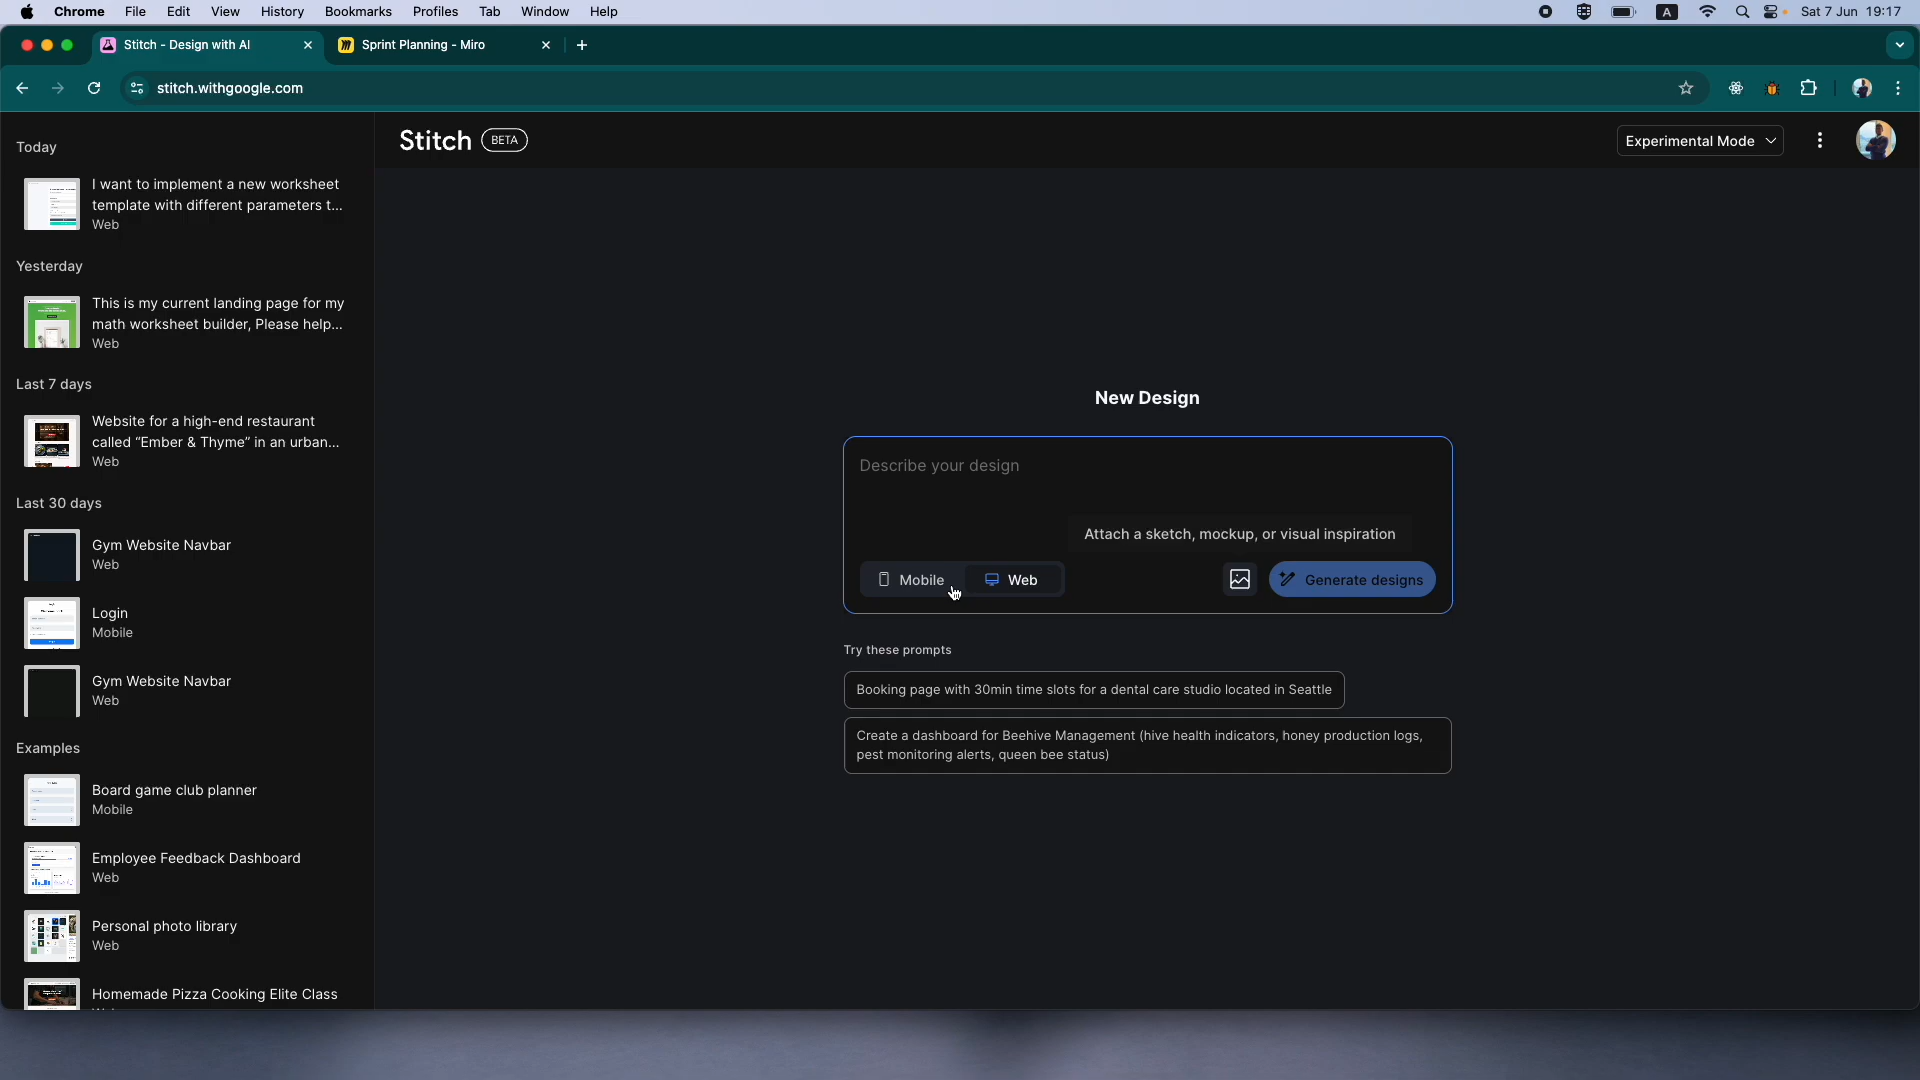 Chrome File Edit View History Bookmarks Profiles Tab Window Help A Sat 7 Jun 19:17
Stitch - Design with AI Sprint Planning - Miro
stitch.withgoogle.com
Today
I want to implement a new worksheet
template with different parameters t...
Web
Yesterday
This is my current landing page for my
math worksheet builder, Please help...
Web
Last 7 days
Website for a high-end restaurant
called “Ember & Thyme” in an urban...
Web
Last 30 days
Gym Website Navbar
Web
Login
Mobile
Gym Website Navbar
Web
Examples
Board game club planner
Mobile
Employee Feedback Dashboard
Web
Personal photo library
Web
Homemade Pizza Cooking Elite Class
Stitch BETA
Experimental Mode
New Design
Describe your design
Attach a sketch, mockup, or visual inspiration
Mobile Web Generate designs
Try these prompts
Booking page with 30min time slots for a dental care studio located in Seattle
Create a dashboard for Beehive Management (hive health indicators, honey production logs,
pest monitoring alerts, queen bee status)